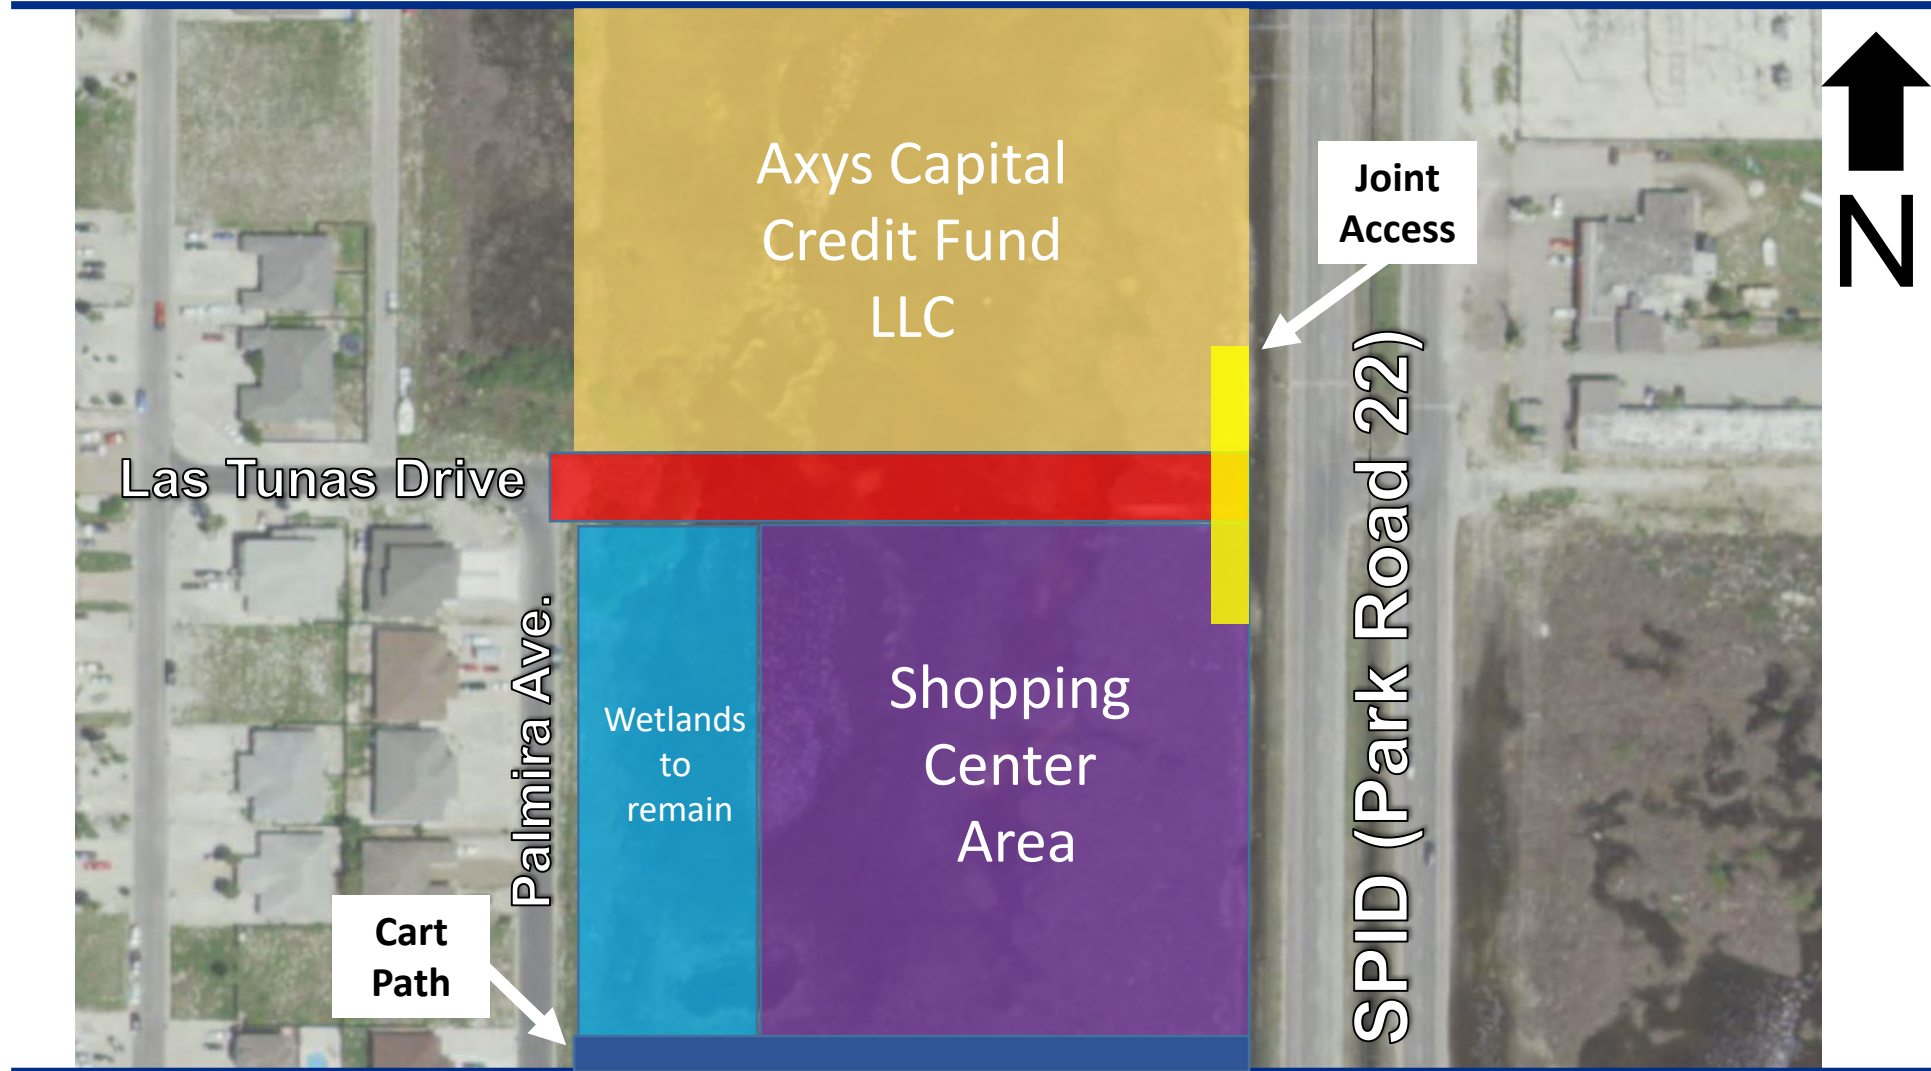 Axys Capital
Credit Fund
LLC
Joint
Access
N
Las Tunas Drive
SPID (Park Road 22)
Palmira Ave.
Wetlands
to
remain
Shopping
Center
Area
Cart
Path